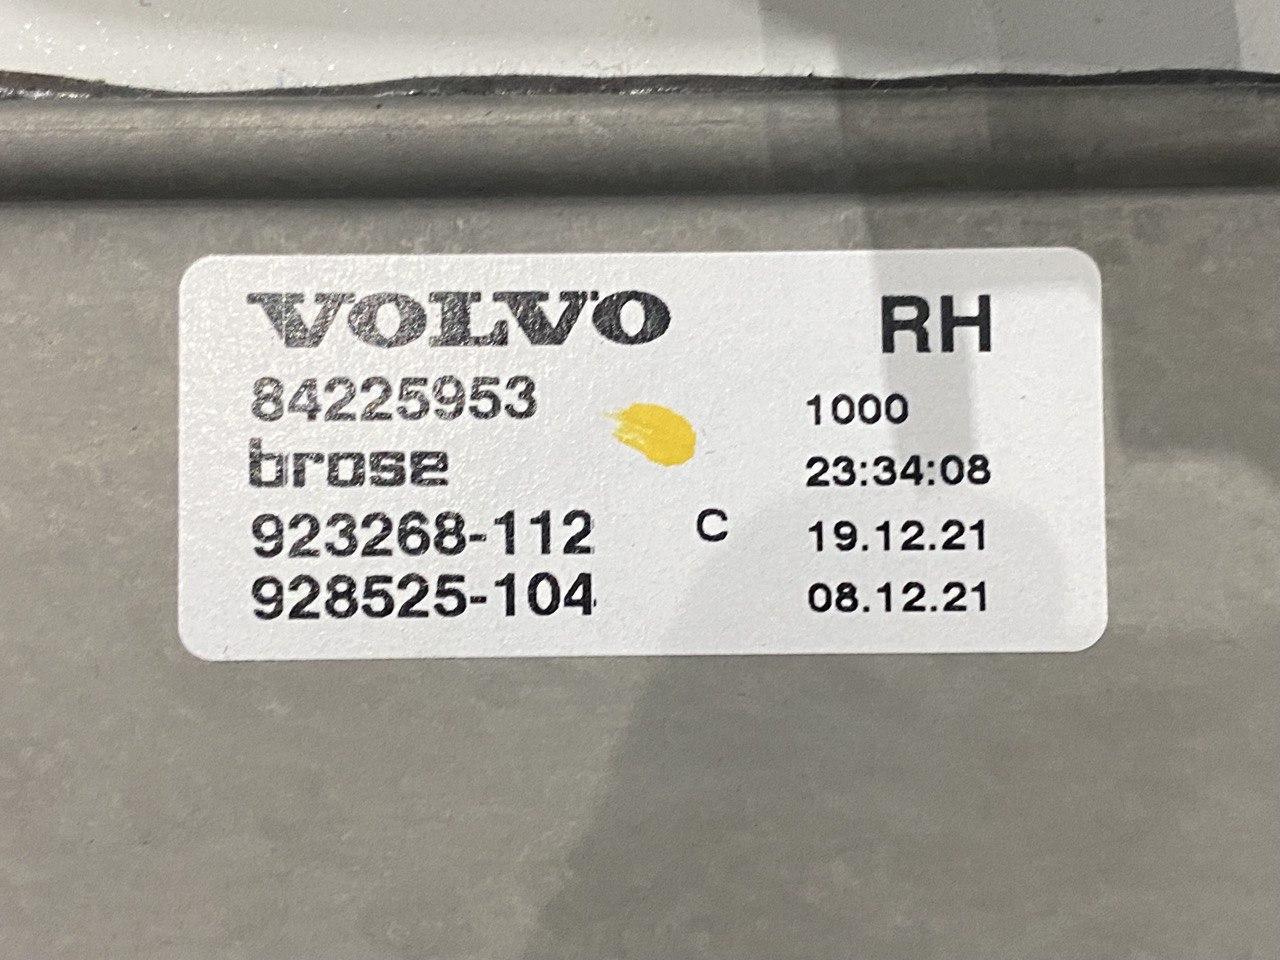 VOLVO RH
84225953 1000
brose 23:34:08
923268-112 C 19.12.21
928525-104 08.12.21